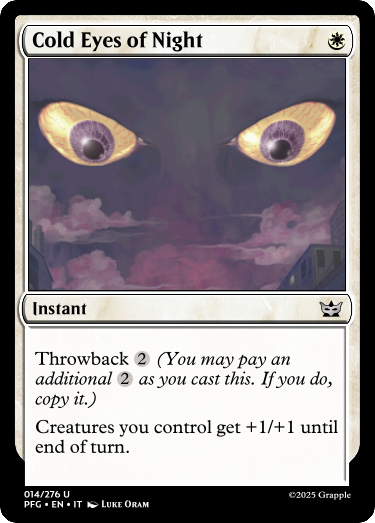 Cold Eyes of Night
Instant
Throwback 2 (You may pay an
additional 2 as you cast this. If you do,
copy it.)
Creatures you control get +1/+1 until
end of turn.
014/276 U
PFG • EN • IT Luke Oram
©2025 Grapple